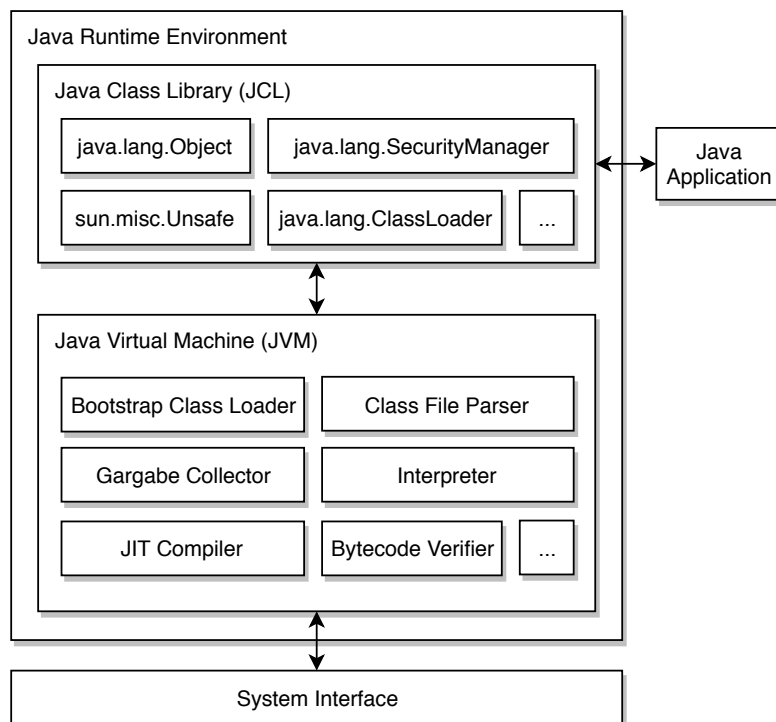 Java Runtime Environment
Java Class Library (JCL)
java.lang.Object
java.lang.SecurityManager
sun.misc.Unsafe
java.lang.ClassLoader
...
Java
Application
Java Virtual Machine (JVM)
Bootstrap Class Loader
Class File Parser
Gargabe Collector
Interpreter
JIT Compiler
Bytecode Verifier
...
System Interface